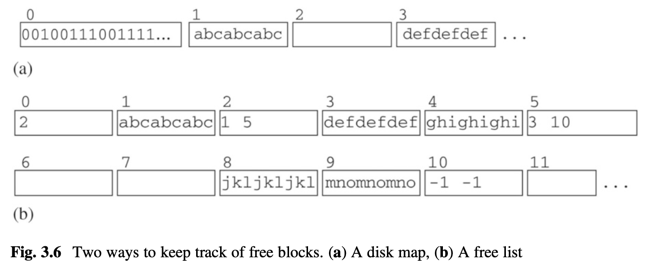 0 1 2 3
00100111001111... abcabcabc defdefdef ...
(a)
0 1 2 3 4 5
2 abcabcabc 1 5 defdefdef ghighighi 3 10
6 7 8 9 10 11
jkljkljkl mnomnomno -1 -1 ...
(b)
Fig. 3.6 Two ways to keep track of free blocks. (a) A disk map, (b) A free list